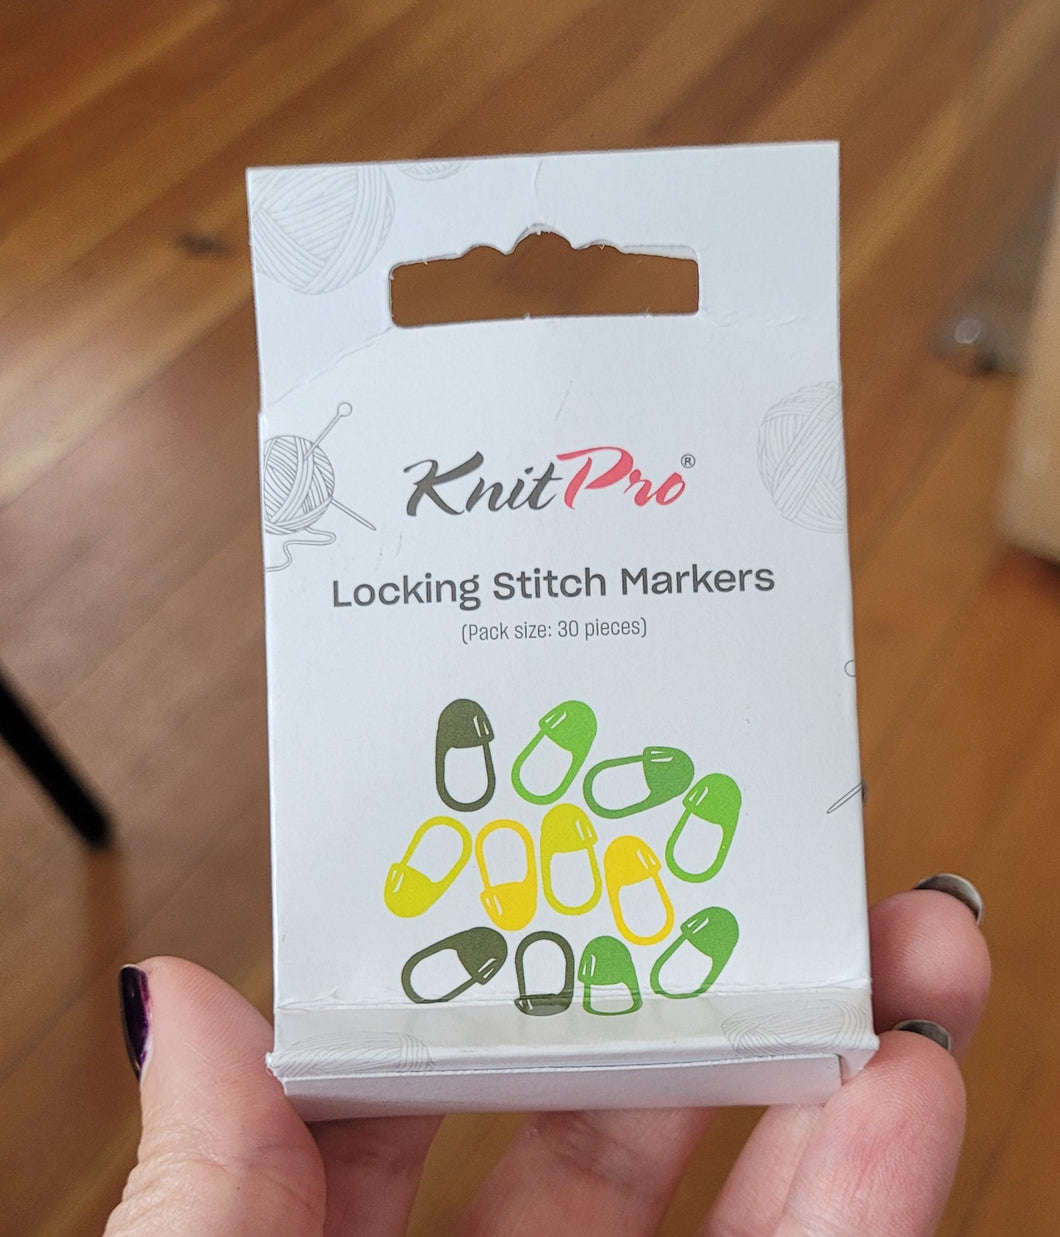 KnitPro®
Locking Stitch Markers
(Pack size: 30 pieces)